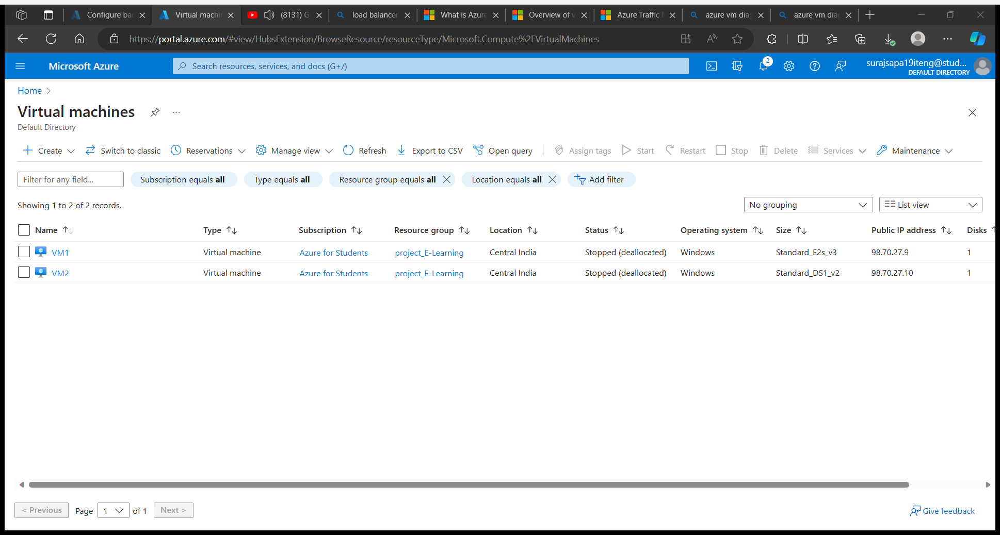 Configure ba
Virtual machi
(8131) G
load balancer
What is Azure
Overview of v
Azure Traffic
azure vm diag
azure vm diag
https://portal.azure.com/#view/HubsExtension/BrowseResource/resourceType/Microsoft.Compute%2FVirtualMachines
Microsoft Azure
Search resources, services, and docs (G+/)
2
surajsapa19iteng@stud...
DEFAULT DIRECTORY
Home >
Virtual machines ...
Default Directory
Create Switch to classic Reservations Manage view Refresh Export to CSV Open query Assign tags Start Restart Stop Delete Services Maintenance
Filter for any field... Subscription equals all Type equals all Resource group equals all Location equals all Add filter
Showing 1 to 2 of 2 records. No grouping List view
Name Type Subscription Resource group Location Status Operating system Size Public IP address Disks
VM1 Virtual machine Azure for Students project_E-Learning Central India Stopped (deallocated) Windows Standard_E2s_v3 98.70.27.9 1
VM2 Virtual machine Azure for Students project_E-Learning Central India Stopped (deallocated) Windows Standard_DS1_v2 98.70.27.10 1
< Previous Page 1 of 1 Next > Give feedback